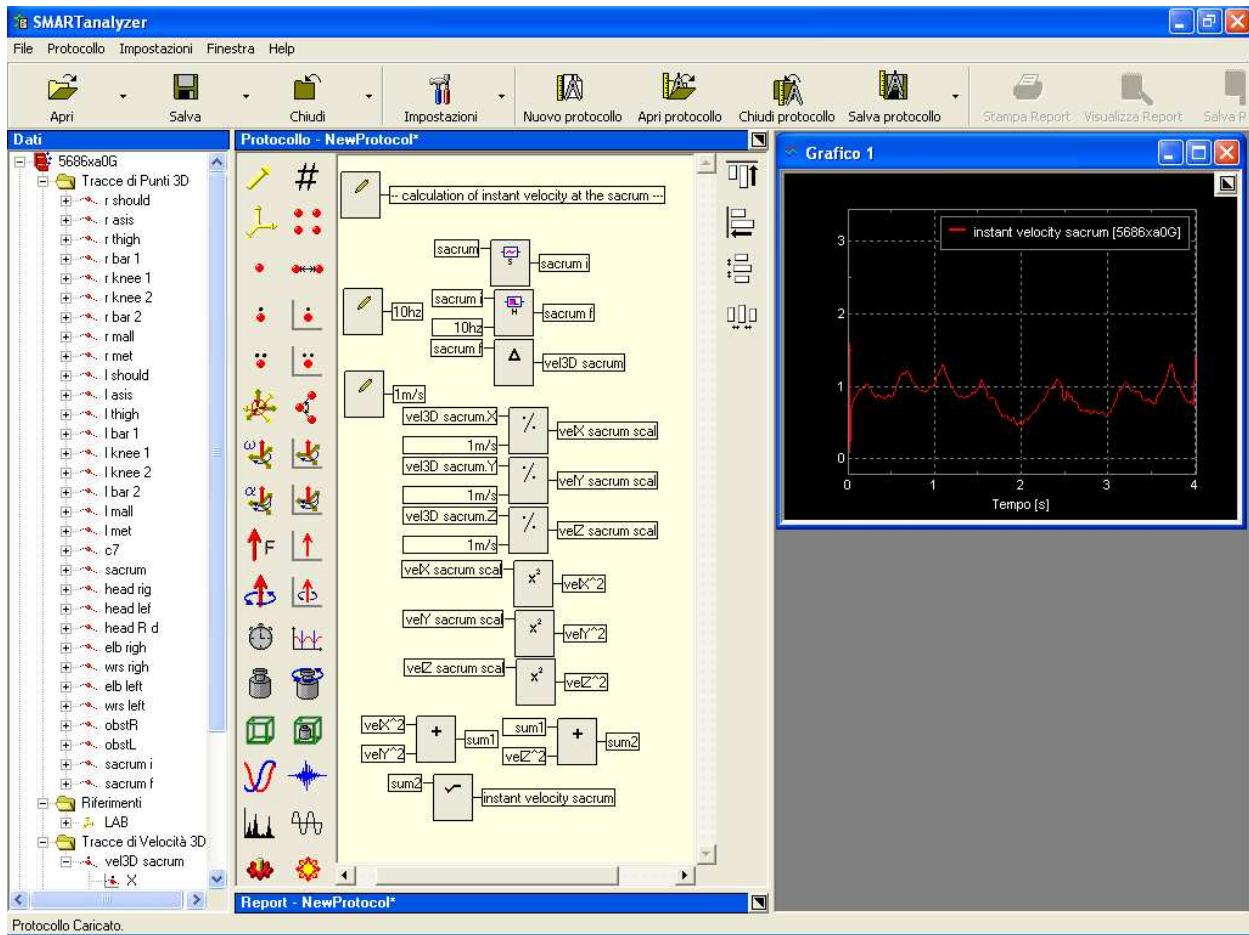 SMARTanalyzer
File Protocollo Impostazioni Finestra Help
Apri Salva Chiudi Impostazioni Nuovo protocollo Apri protocollo Chiudi protocollo Salva protocollo Stampa Report Visualizza Report Salva R
Dati
5686xa0G
Tracce di Punti 3D
r should
r asis
r thigh
r bar 1
r knee 1
r knee 2
r bar 2
r mall
r met
l should
l asis
l thigh
l bar 1
l knee 1
l knee 2
l bar 2
l mall
l met
c7
sacrum
head rig
head lef
head R d
elb righ
wrs righ
elb left
wrs left
obstR
obstL
sacrum i
sacrum f
Riferimenti
LAB
Tracce di Velocità 3D
vel3D sacrum
X
Protocollo - NewProtocol*
#
ω
α
F
-- calculation of instant velocity at the sacrum ---
sacrum
S
sacrum i
10hz
sacrum i
10hz
H
sacrum f
sacrum f
Δ
vel3D sacrum
1m/s
vel3D sacrum.X
1m/s
٪
velX sacrum scal
vel3D sacrum.Y
1m/s
٪
velY sacrum scal
vel3D sacrum.Z
1m/s
٪
velZ sacrum scal
velX sacrum scal
x²
velX^2
velY sacrum scal
x²
velY^2
velZ sacrum scal
x²
velZ^2
velX^2
velY^2
+
sum1
sum1
velZ^2
+
sum2
sum2
instant velocity sacrum
Report - NewProtocol*
Grafico 1
instant velocity sacrum [5686xa0G]
3
2
1
0
0 1 2 3 4
Tempo [s]
Protocollo Caricato.